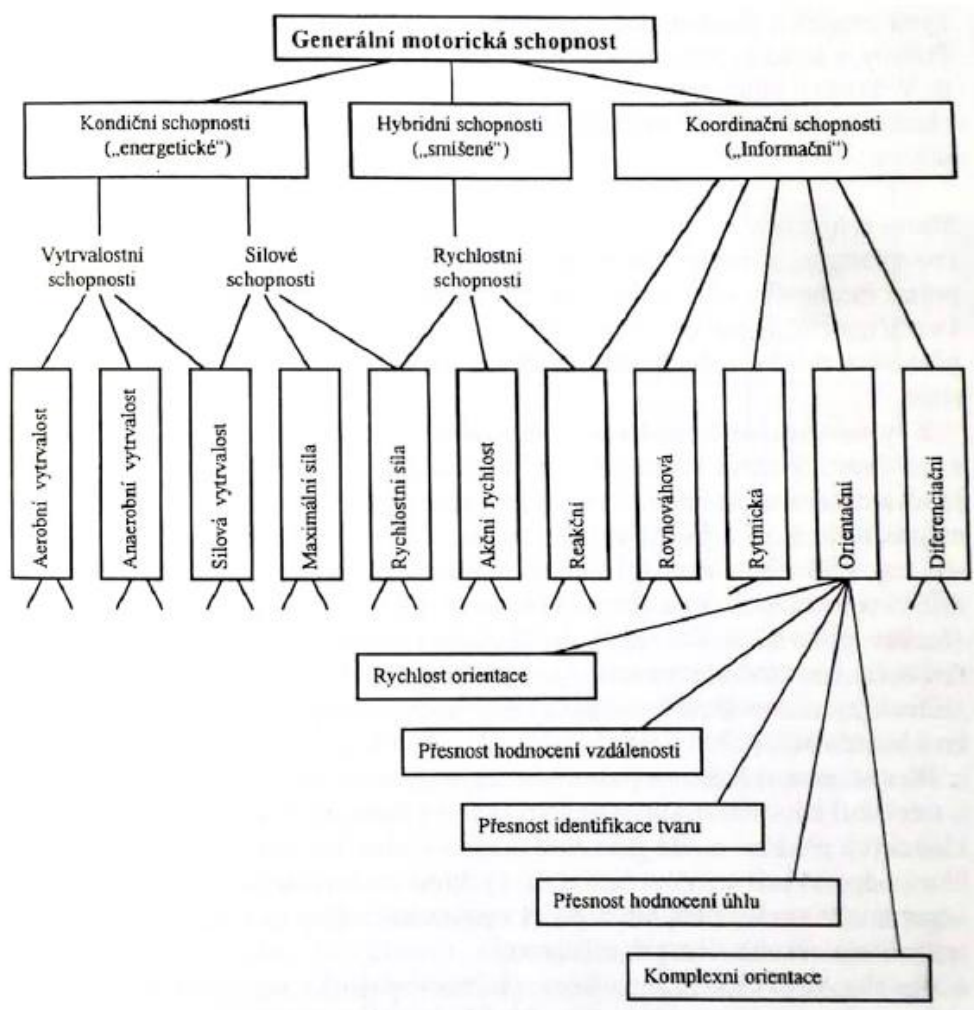 Generální motorická schopnost
Kondiční schopnosti
(„energetické“)
Hybridní schopnosti
(„smíšené“)
Koordinační schopnosti
(„Informační“)
Vytrvalostní
schopnosti
Silové
schopnosti
Rychlostní
schopnosti
Aerobní vytrvalost
Anaerobní vytrvalost
Silová vytrvalost
Maximální síla
Rychlostní síla
Akční rychlost
Reakční
Rovnováhová
Rytmická
Orientační
Diferenciační
Rychlost orientace
Přesnost hodnocení vzdálenosti
Přesnost identifikace tvaru
Přesnost hodnocení úhlu
Komplexní orientace